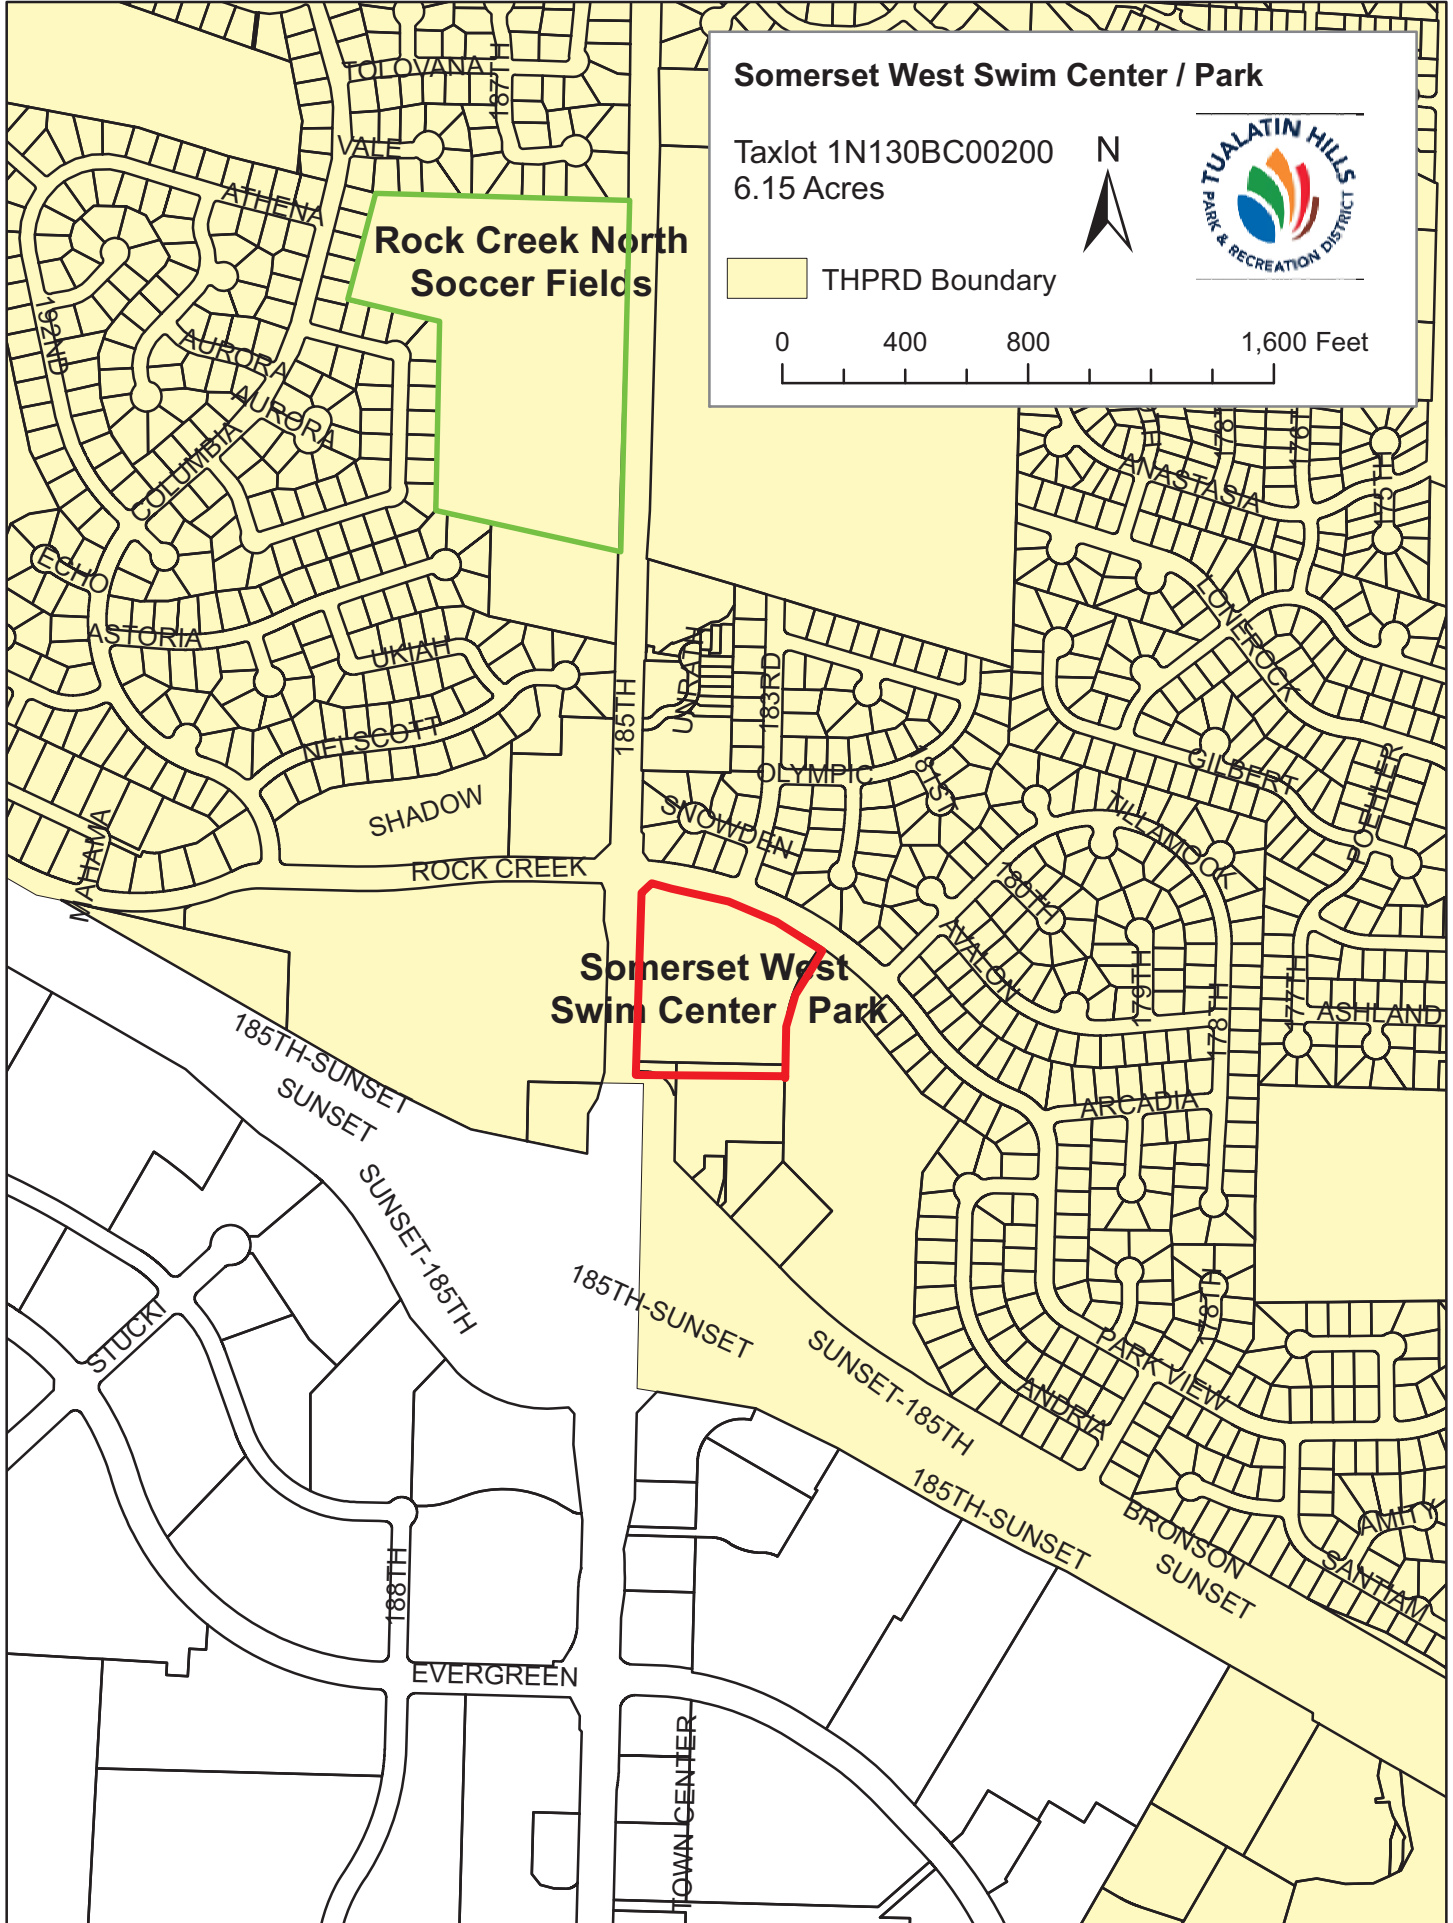 Somerset West Swim Center / Park
Taxlot 1N130BC00200
6.15 Acres
N
TUALATIN HILLS
PARK & RECREATION DISTRICT
THPRD Boundary
0 400 800 1,600 Feet
TOLOVANA
187TH
VALE
ATHENA
Rock Creek North
Soccer Fields
192ND
AURORA
AURORA
COLUMBIA
178T
176T
175TH
ANASTASIA
ECHO
ASTORIA
UKIAH
LONEROCK
UNRATH
183RD
185TH
NELSCOTT
OLYMPIC
181ST
GILBERT
POEHLER
SHADOW
SNOWDEN
TILLAMOOK
MAHAMA
ROCK CREEK
180TH
AVALON
Somerset West
Swim Center / Park
179TH
178TH
177TH
ASHLAND
185TH-SUNSET
SUNSET
ARCADIA
SUNSET-185TH
185TH-SUNSET
178TH
STUCKI
SUNSET-185TH
PARK VIEW
ANDRIA
185TH-SUNSET
BRONSON
SUNSET
AMITY
SANTIAM
188TH
EVERGREEN
TOWN CENTER